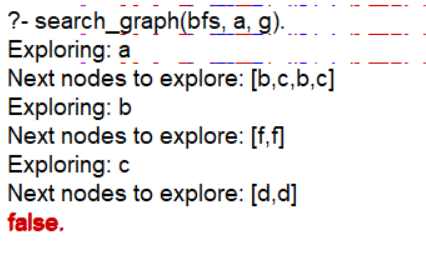 ?- search_graph(bfs, a, g).
Exploring: a
Next nodes to explore: [b,c,b,c]
Exploring: b
Next nodes to explore: [f,f]
Exploring: c
Next nodes to explore: [d,d]
false.